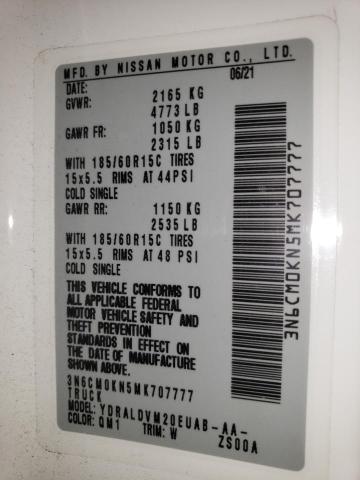 MFD. BY NISSAN MOTOR CO., LTD.
DATE: 06/21
GVWR: 2165 KG
4773 LB
GAWR FR: 1050 KG
2315 LB
WITH 185/60R15C TIRES
15x5.5 RIMS AT 44PSI
COLD SINGLE
GAWR RR: 1150 KG
2535 LB
WITH 185/60R15C TIRES
15x5.5 RIMS AT 48 PSI
COLD SINGLE
THIS VEHICLE CONFORMS TO
ALL APPLICABLE FEDERAL
MOTOR VEHICLE SAFETY AND
THEFT PREVENTION
STANDARDS IN EFFECT ON
THE DATE OF MANUFACTURE
SHOWN ABOVE.
3N6CM0KN5MK707777
TRUCK
MODEL: YDRALDVM20EUAB-AA-
COLOR: QM1 TRIM: W ZS00A
3N6CM0KN5MK707777